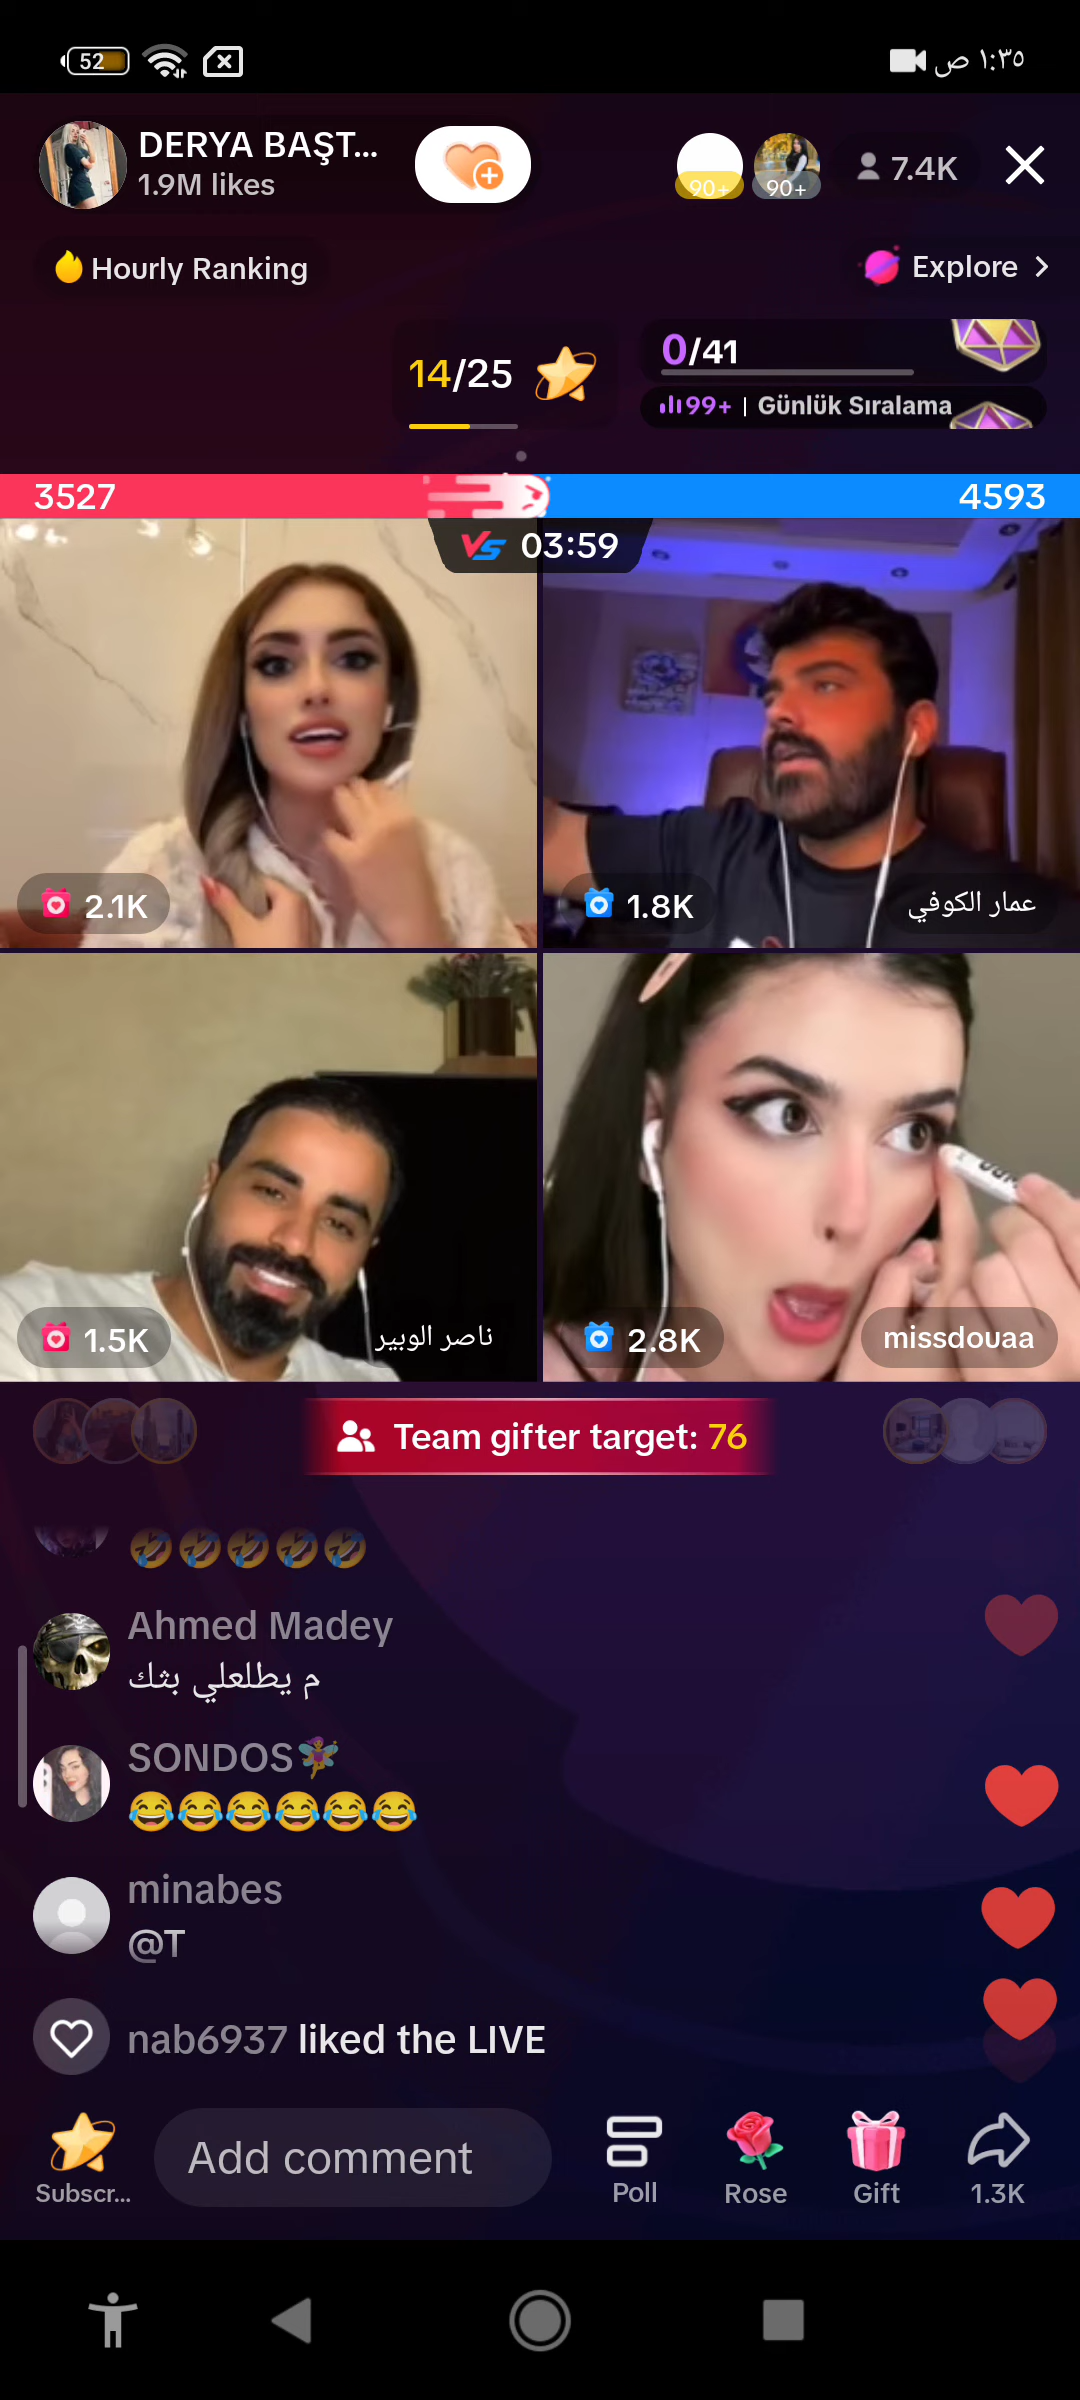 52
١:٣٥ ص
DERYA BAŞT...
1.9M likes
90+
90+
7.4K
Hourly Ranking
Explore
14/25
0/41
99+ | Günlük Sıralama
3527
4593
VS 03:59
2.1K
1.8K
عمار الكوفي
1.5K
ناصر الوبير
2.8K
missdouaa
Team gifter target: 76
🤣🤣🤣🤣🤣
Ahmed Madey
م يطلعلي بثك
SONDOS🧚‍♀️
😂😂😂😂😂😂
minabes
@T
nab6937 liked the LIVE
Subscr...
Add comment
Poll
Rose
Gift
1.3K